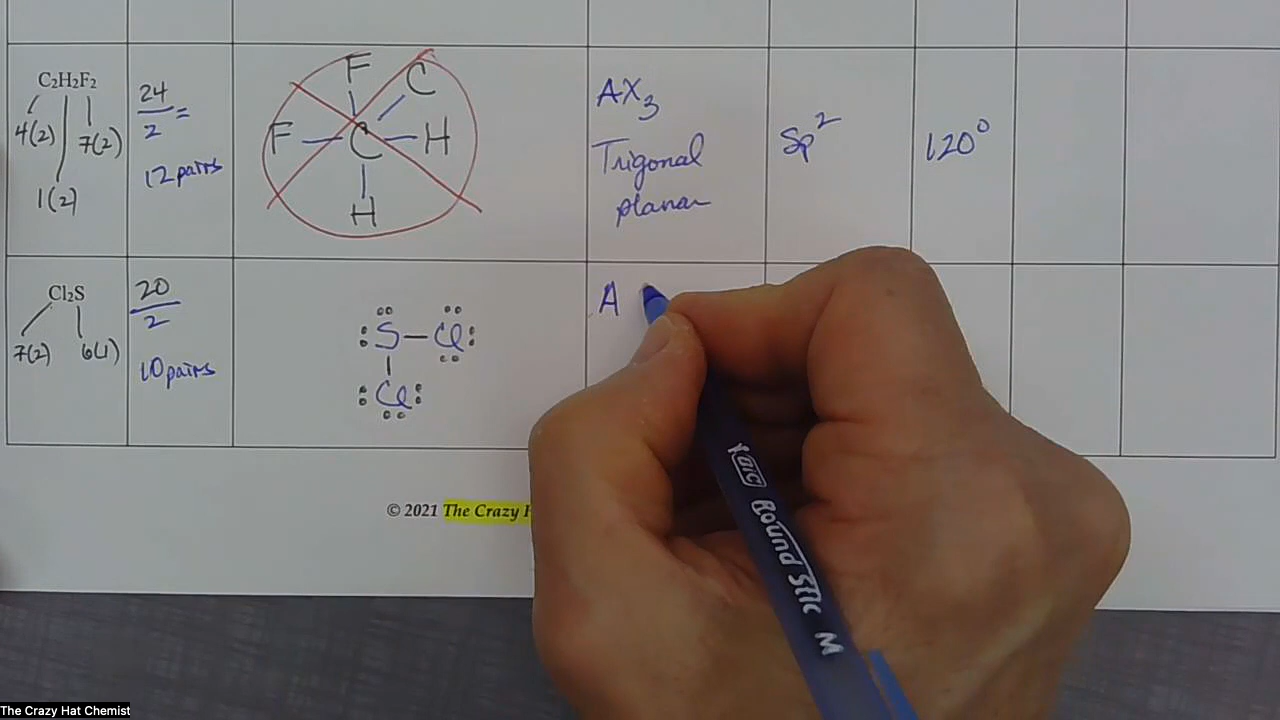 C₂H₂F₂
4(2)
7(2)
1(2)
24
2
=
12 pairs
F C
F — C — H
H
AX₃
Trigonal
planar
Sp²
120°
Cl₂S
7(2) 6(1)
20
2
10 pairs
S — Cl
Cl
A
© 2021 The Crazy
BIC Round Stic M
The Crazy Hat Chemist